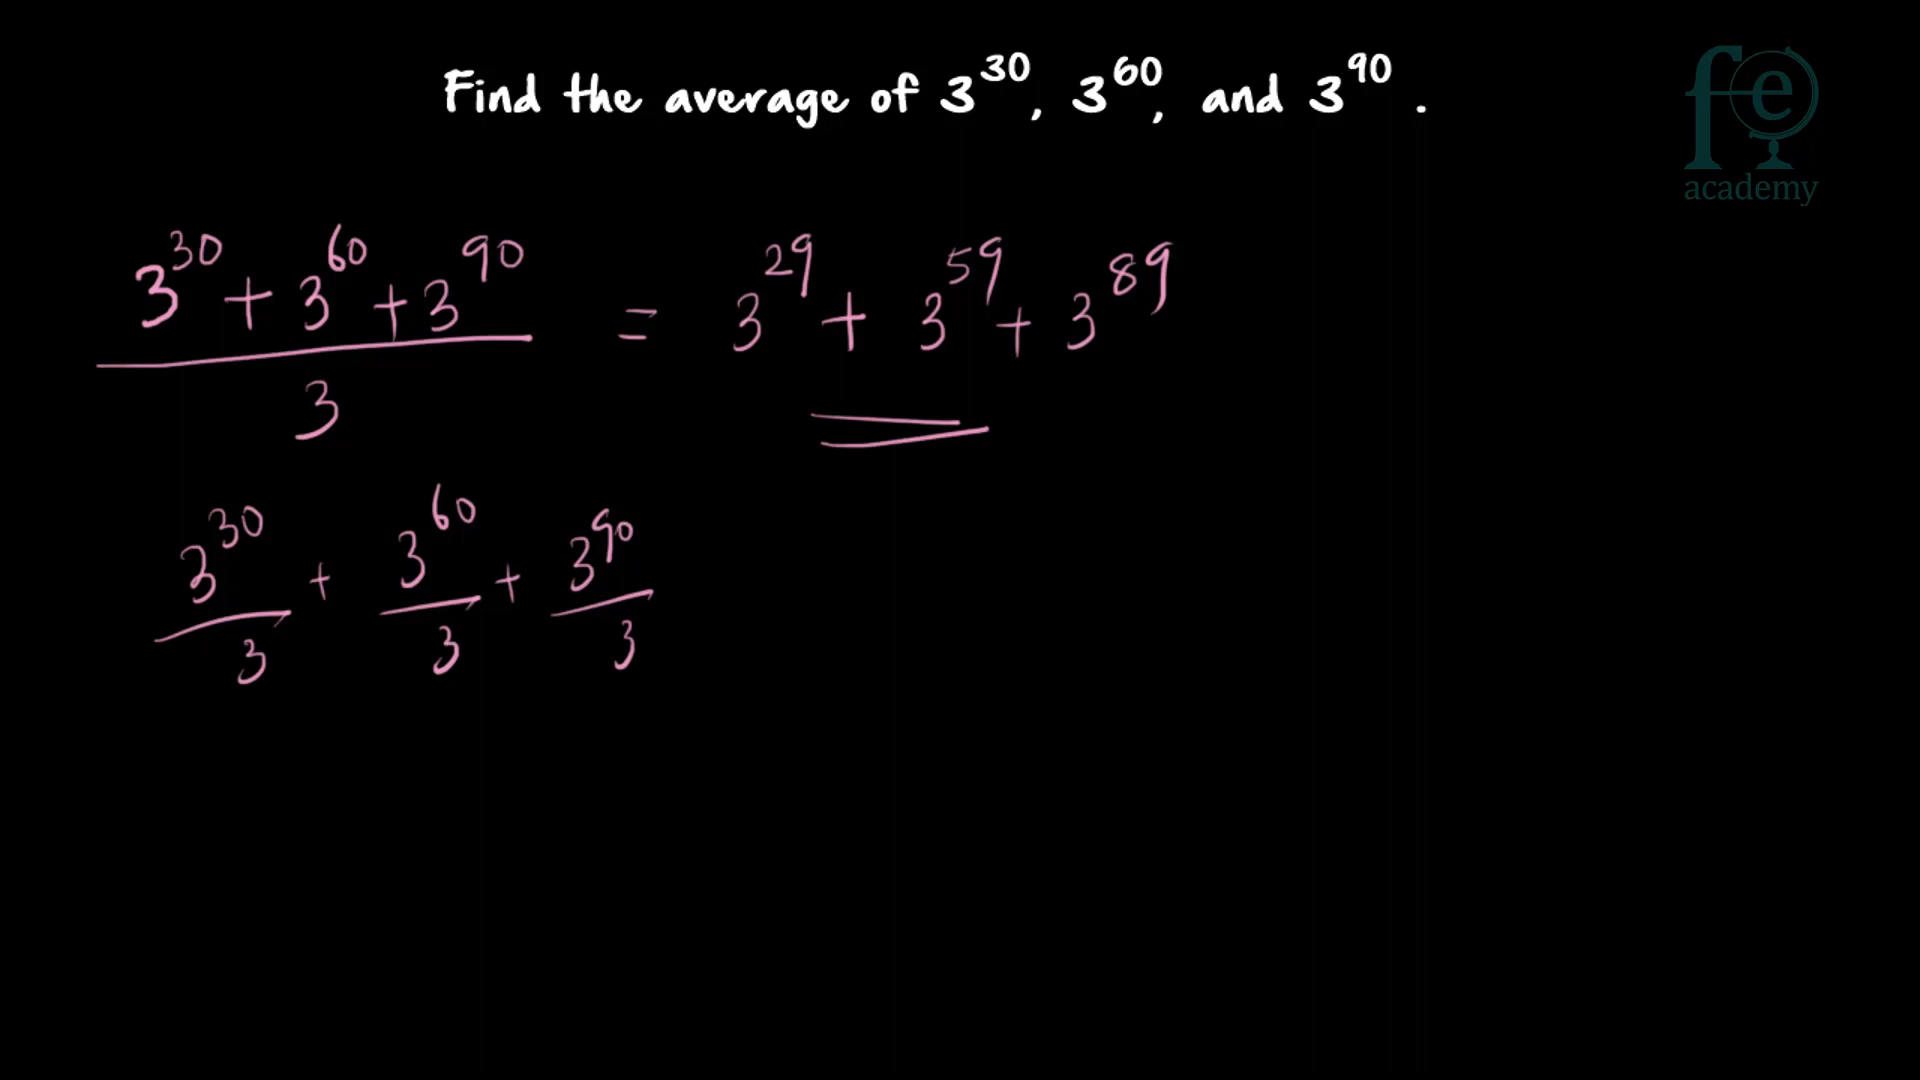 Find the average of 3^30, 3^60, and 3^90.
fe
academy
3^30 + 3^60 + 3^90 / 3 = 3^29 + 3^59 + 3^89
3^30/3 + 3^60/3 + 3^90/3